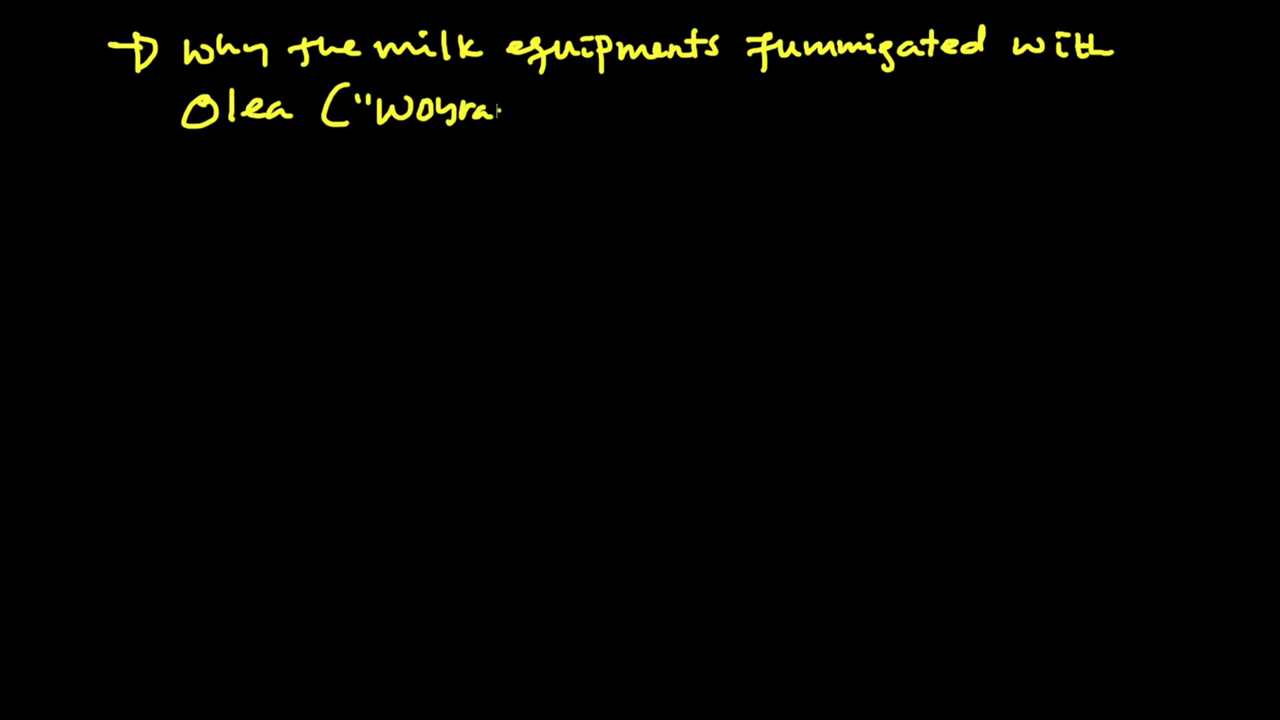 → Why the milk equipments fummigated with
Olea ("Woyra